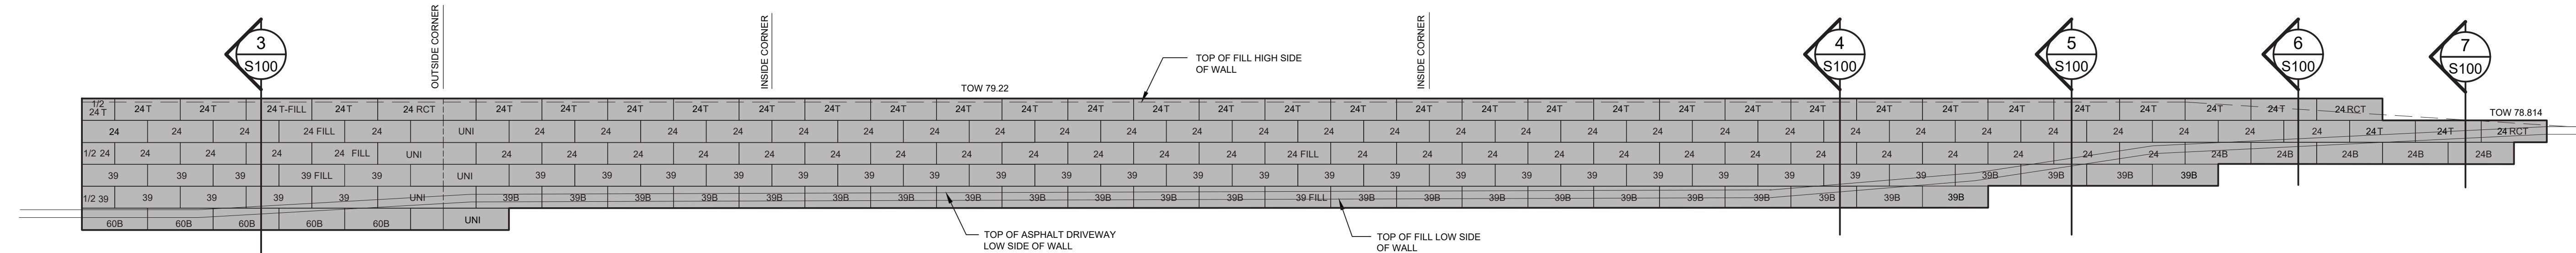 OUTSIDE CORNER
INSIDE CORNER
INSIDE CORNER
3
S100
4
S100
5
S100
6
S100
7
S100
TOP OF FILL HIGH SIDE
OF WALL
TOW 79.22
TOW 78.814
1/2
24 T 24T 24T 24 T-FILL 24T 24 RCT 24T 24T 24T 24T 24T 24T 24T 24T 24T 24T 24T 24T 24T 24T 24T 24T 24T 24T 24T 24T 24T 24T 24T 24T 24T 24T 24T 24T 24 RCT
24 24 24 24 FILL 24 UNI 24 24 24 24 24 24 24 24 24 24 24 24 24 24 24 24 24 24 24 24 24 24 24 24 24 24 24 24 24T 24T 24 RCT
1/2 24 24 24 24 24 FILL UNI 24 24 24 24 24 24 24 24 24 24 24 24 24 FILL 24 24 24 24 24 24 24 24 24 24 24 24 24 24B 24B 24B 24B 24B
39 39 39 39 FILL 39 UNI 39 39 39 39 39 39 39 39 39 39 39 39 39 39 39 39 39 39 39 39 39 39 39B 39B 39B 39B
1/2 39 39 39 39 39 UNI 39B 39B 39B 39B 39B 39B 39B 39B 39B 39B 39B 39B 39 FILL 39B 39B 39B 39B 39B 39B 39B 39B 39B 39B
60B 60B 60B 60B 60B UNI
TOP OF ASPHALT DRIVEWAY
LOW SIDE OF WALL
TOP OF FILL LOW SIDE
OF WALL